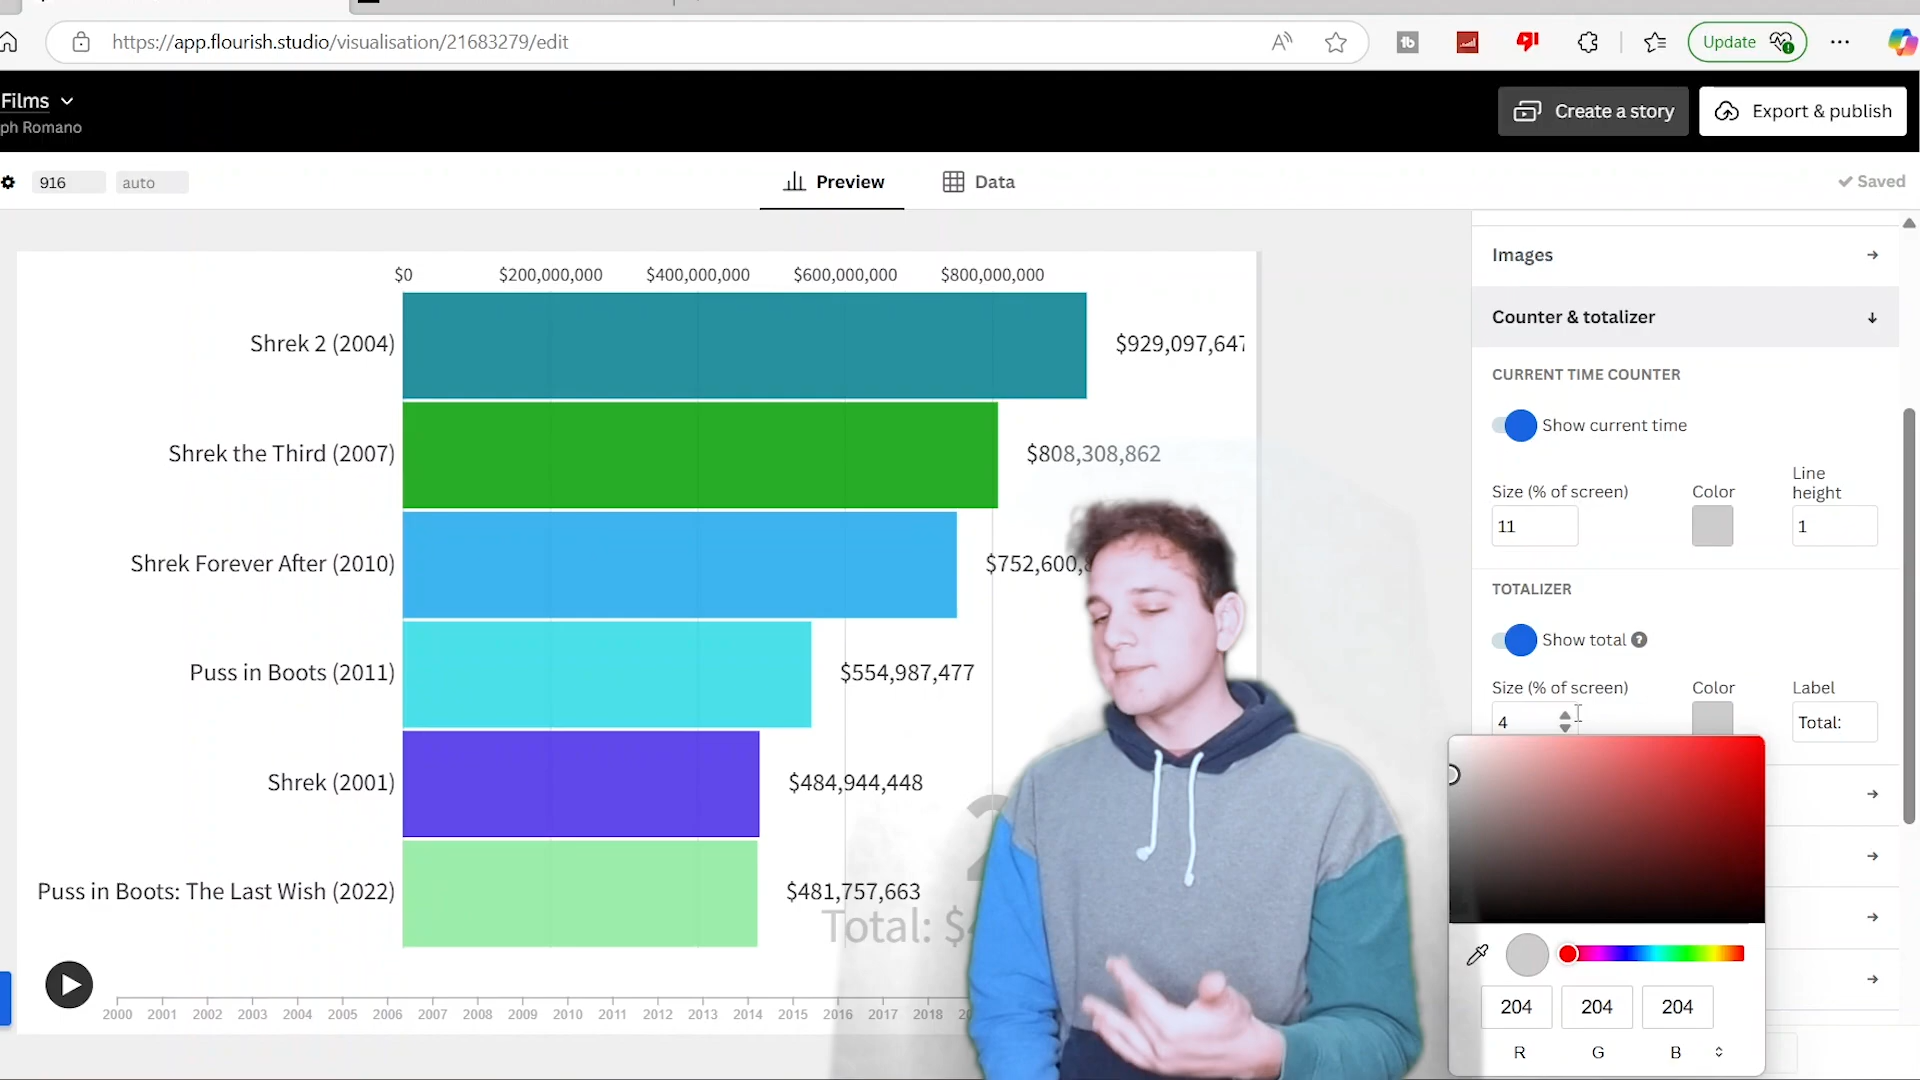 https://app.flourish.studio/visualisation/21683279/edit
Update
Films
ph Romano
Create a story
Export & publish
916
auto
Preview
Data
Saved
$0
$200,000,000
$400,000,000
$600,000,000
$800,000,000
Shrek 2 (2004)
$929,097,647
Shrek the Third (2007)
$808,308,862
Shrek Forever After (2010)
$752,600,
Puss in Boots (2011)
$554,987,477
Shrek (2001)
$484,944,448
Puss in Boots: The Last Wish (2022)
$481,757,663
Total: $
2000 2001 2002 2003 2004 2005 2006 2007 2008 2009 2010 2011 2012 2013 2014 2015 2016 2017 2018
Images
Counter & totalizer
CURRENT TIME COUNTER
Show current time
Size (% of screen)
Color
Line height
11
1
TOTALIZER
Show total ?
Size (% of screen)
Color
Label
4
Total:
204
204
204
R
G
B